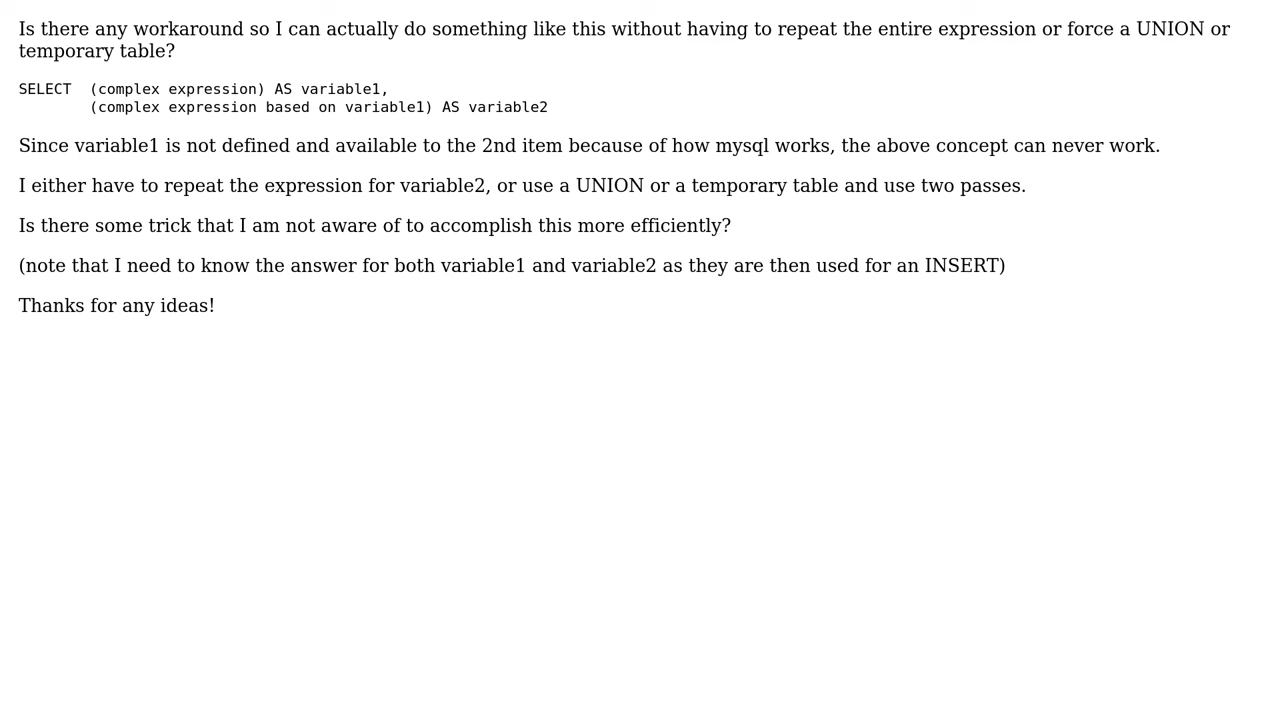 Is there any workaround so I can actually do something like this without having to repeat the entire expression or force a UNION or
temporary table?
SELECT  (complex expression) AS variable1,
        (complex expression based on variable1) AS variable2
Since variable1 is not defined and available to the 2nd item because of how mysql works, the above concept can never work.
I either have to repeat the expression for variable2, or use a UNION or a temporary table and use two passes.
Is there some trick that I am not aware of to accomplish this more efficiently?
(note that I need to know the answer for both variable1 and variable2 as they are then used for an INSERT)
Thanks for any ideas!